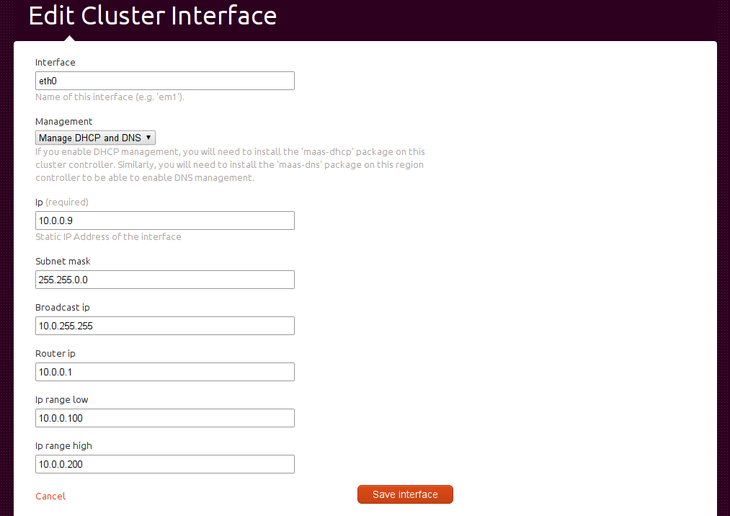 Edit Cluster Interface
Interface
eth0
Name of this interface (e.g. 'em1').
Management
Manage DHCP and DNS
If you enable DHCP management, you will need to install the 'maas-dhcp' package on this
cluster controller. Similarly, you will need to install the 'maas-dns' package on this region
controller to be able to enable DNS management.
Ip (required)
10.0.0.9
Static IP Address of the interface
Subnet mask
255.255.0.0
Broadcast ip
10.0.255.255
Router ip
10.0.0.1
Ip range low
10.0.0.100
Ip range high
10.0.0.200
Cancel
Save interface